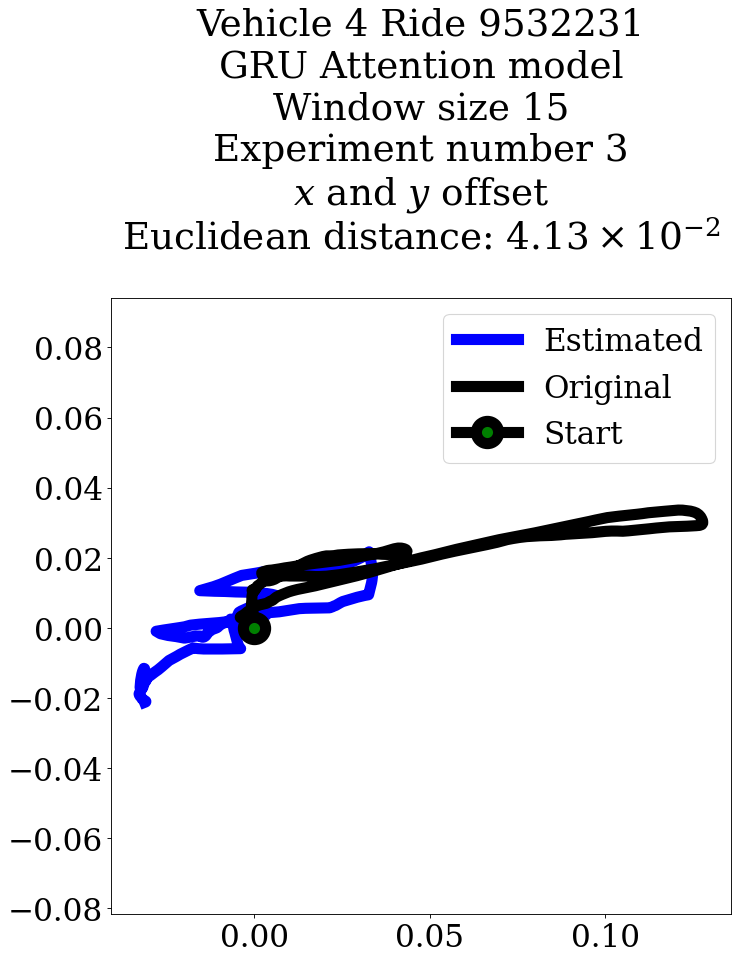 Vehicle 4 Ride 9532231
GRU Attention model
Window size 15
Experiment number 3
x and y offset
Euclidean distance: 4.13 × 10⁻²
Estimated
Original
Start
0.08
0.06
0.04
0.02
0.00
−0.02
−0.04
−0.06
−0.08
0.00 0.05 0.10